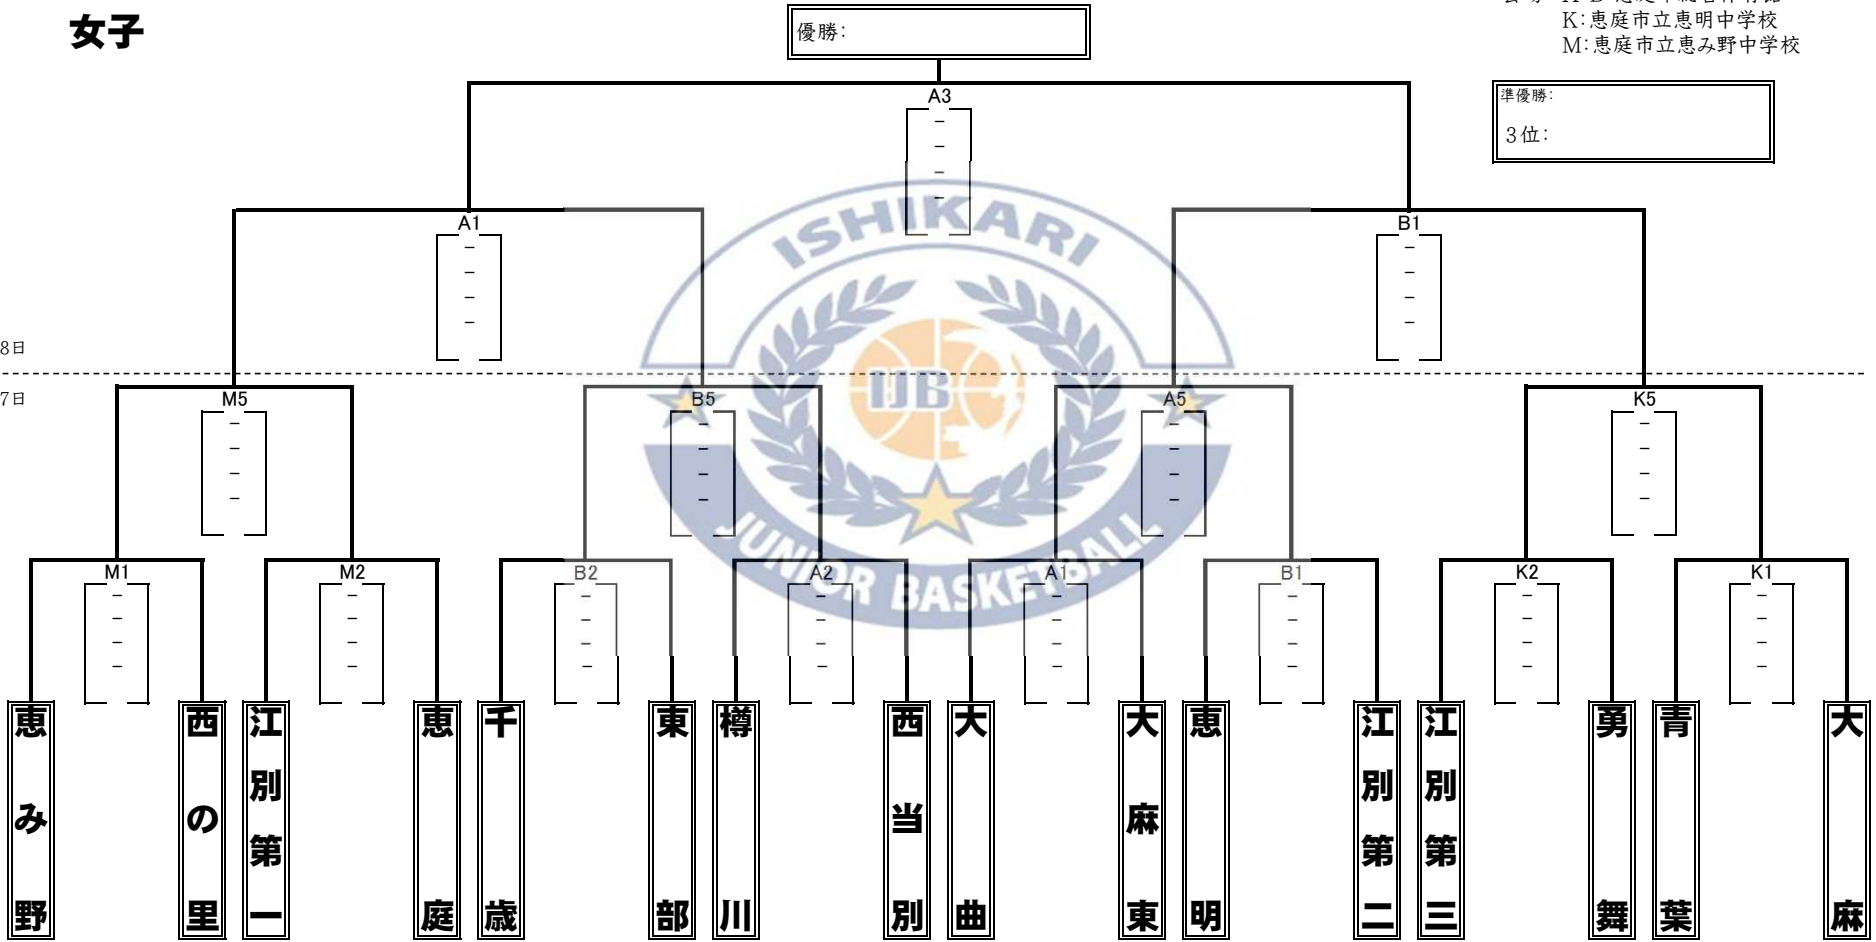 女子
優勝:
K:恵庭市立恵明中学校
M:恵庭市立恵み野中学校
準優勝:
3位:
A3
A1
B1
8日
7日
M5
B5
A5
K5
M1
M2
B2
A2
A1
B1
K2
K1
ISHIKARI
IJB
JUNIOR BASKETBALL
恵み野
西の里
江別第一
恵庭
千歳
東部
樽川
西当別
大曲
大麻東
恵明
江別第二
江別第三
勇舞
青葉
大麻